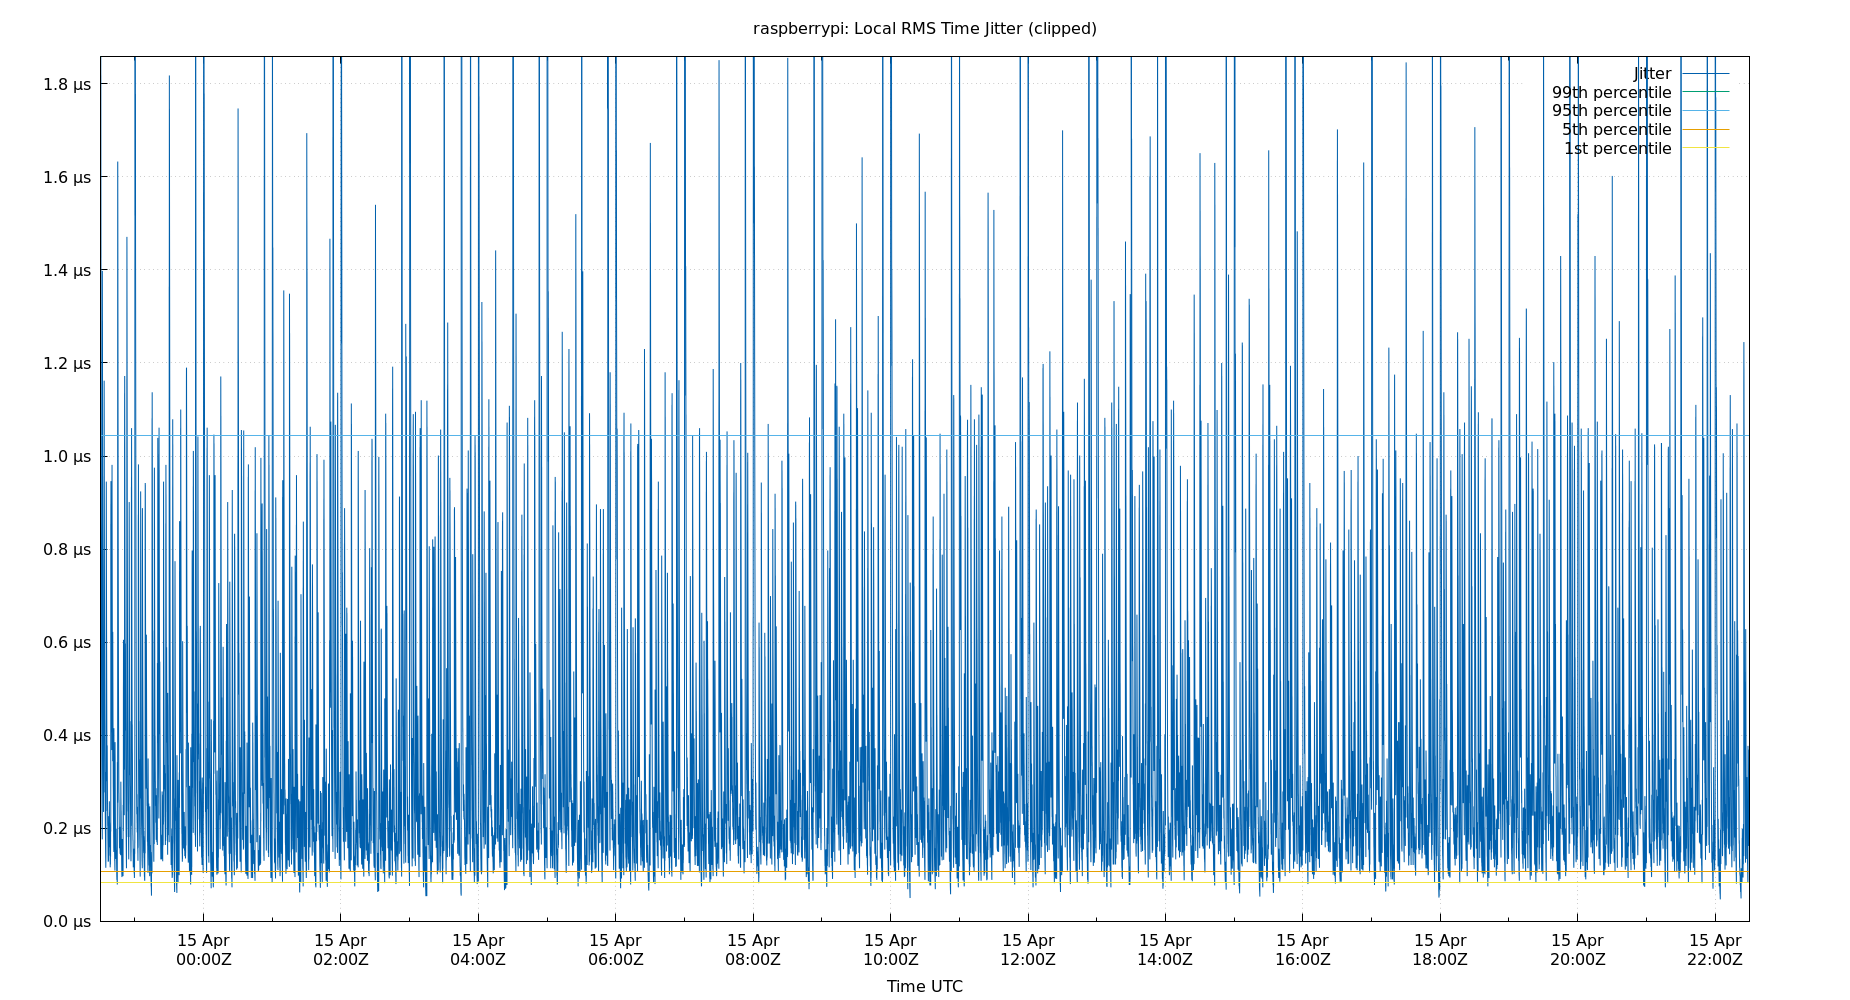 raspberrypi: Local RMS Time Jitter (clipped)
1.8 µs
1.6 µs
1.4 µs
1.2 µs
1.0 µs
0.8 µs
0.6 µs
0.4 µs
0.2 µs
0.0 µs
Jitter
99th percentile
95th percentile
5th percentile
1st percentile
15 Apr 15 Apr 15 Apr 15 Apr 15 Apr 15 Apr 15 Apr 15 Apr 15 Apr 15 Apr 15 Apr 15 Apr
00:00Z 02:00Z 04:00Z 06:00Z 08:00Z 10:00Z 12:00Z 14:00Z 16:00Z 18:00Z 20:00Z 22:00Z
Time UTC